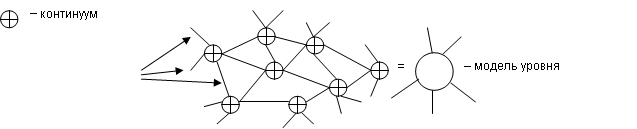 – континуум
= – модель уровня